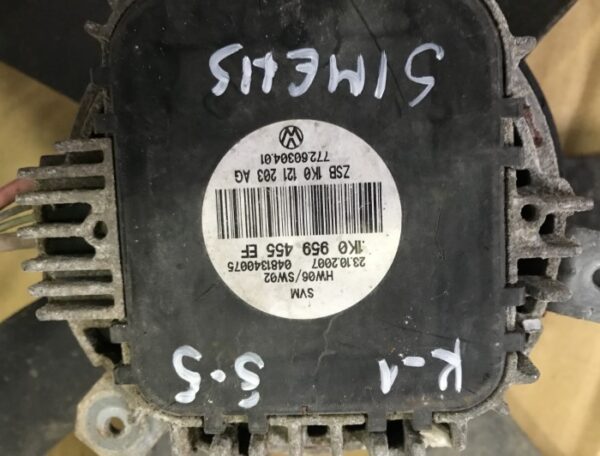 K-1 S-5
SVM
HW06/SW02
23.10.2007 0481340075
1K0 959 455 EF
ZSB 1K0 121 203 AG
772.60304.01
SIMENS